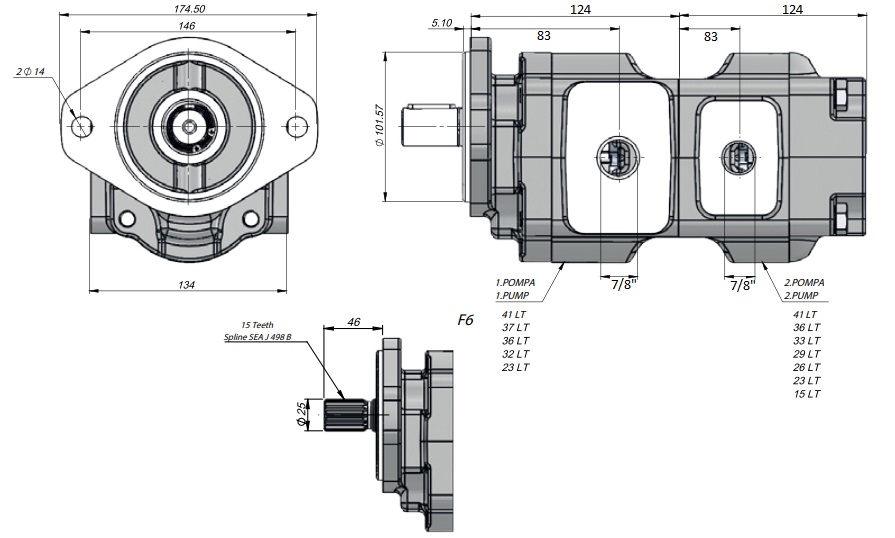 174.50
146
2 ϕ 14
134
124
124
5.10
83
83
ϕ 101.57
7/8"
7/8"
1.POMPA
1.PUMP
41 LT
37 LT
36 LT
32 LT
23 LT
2.POMPA
2.PUMP
41 LT
36 LT
33 LT
29 LT
26 LT
23 LT
15 LT
F6
15 Teeth
Spline SEA J 498 B
46
ϕ 25